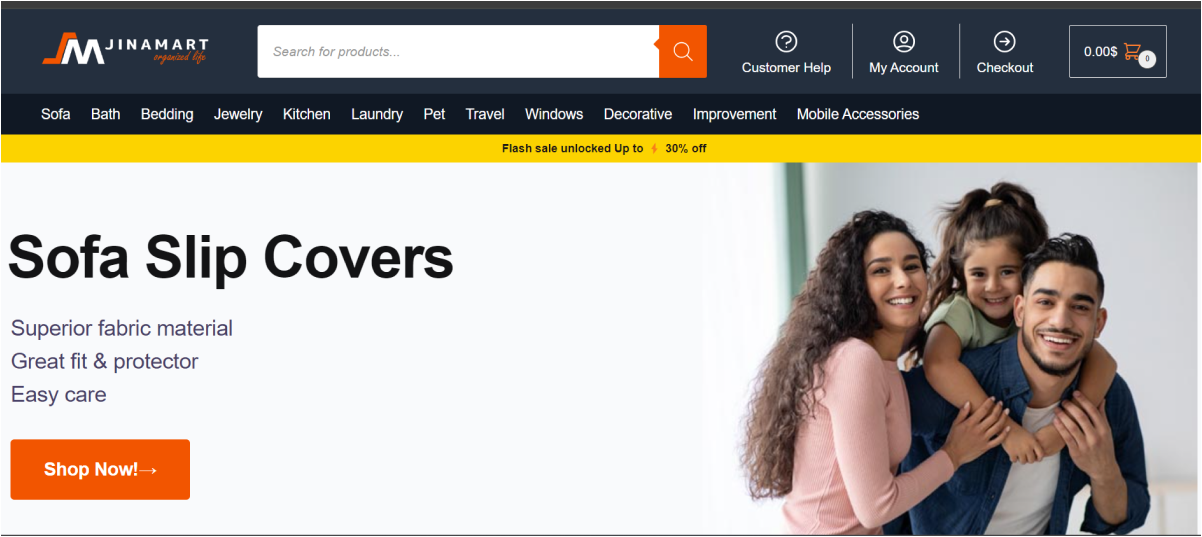 JM JINAMART
organized life
Search for products...
Customer Help
My Account
Checkout
0.00$ 0
Sofa Bath Bedding Jewelry Kitchen Laundry Pet Travel Windows Decorative Improvement Mobile Accessories
Flash sale unlocked Up to ⚡ 30% off
Sofa Slip Covers
Superior fabric material
Great fit & protector
Easy care
Shop Now!→